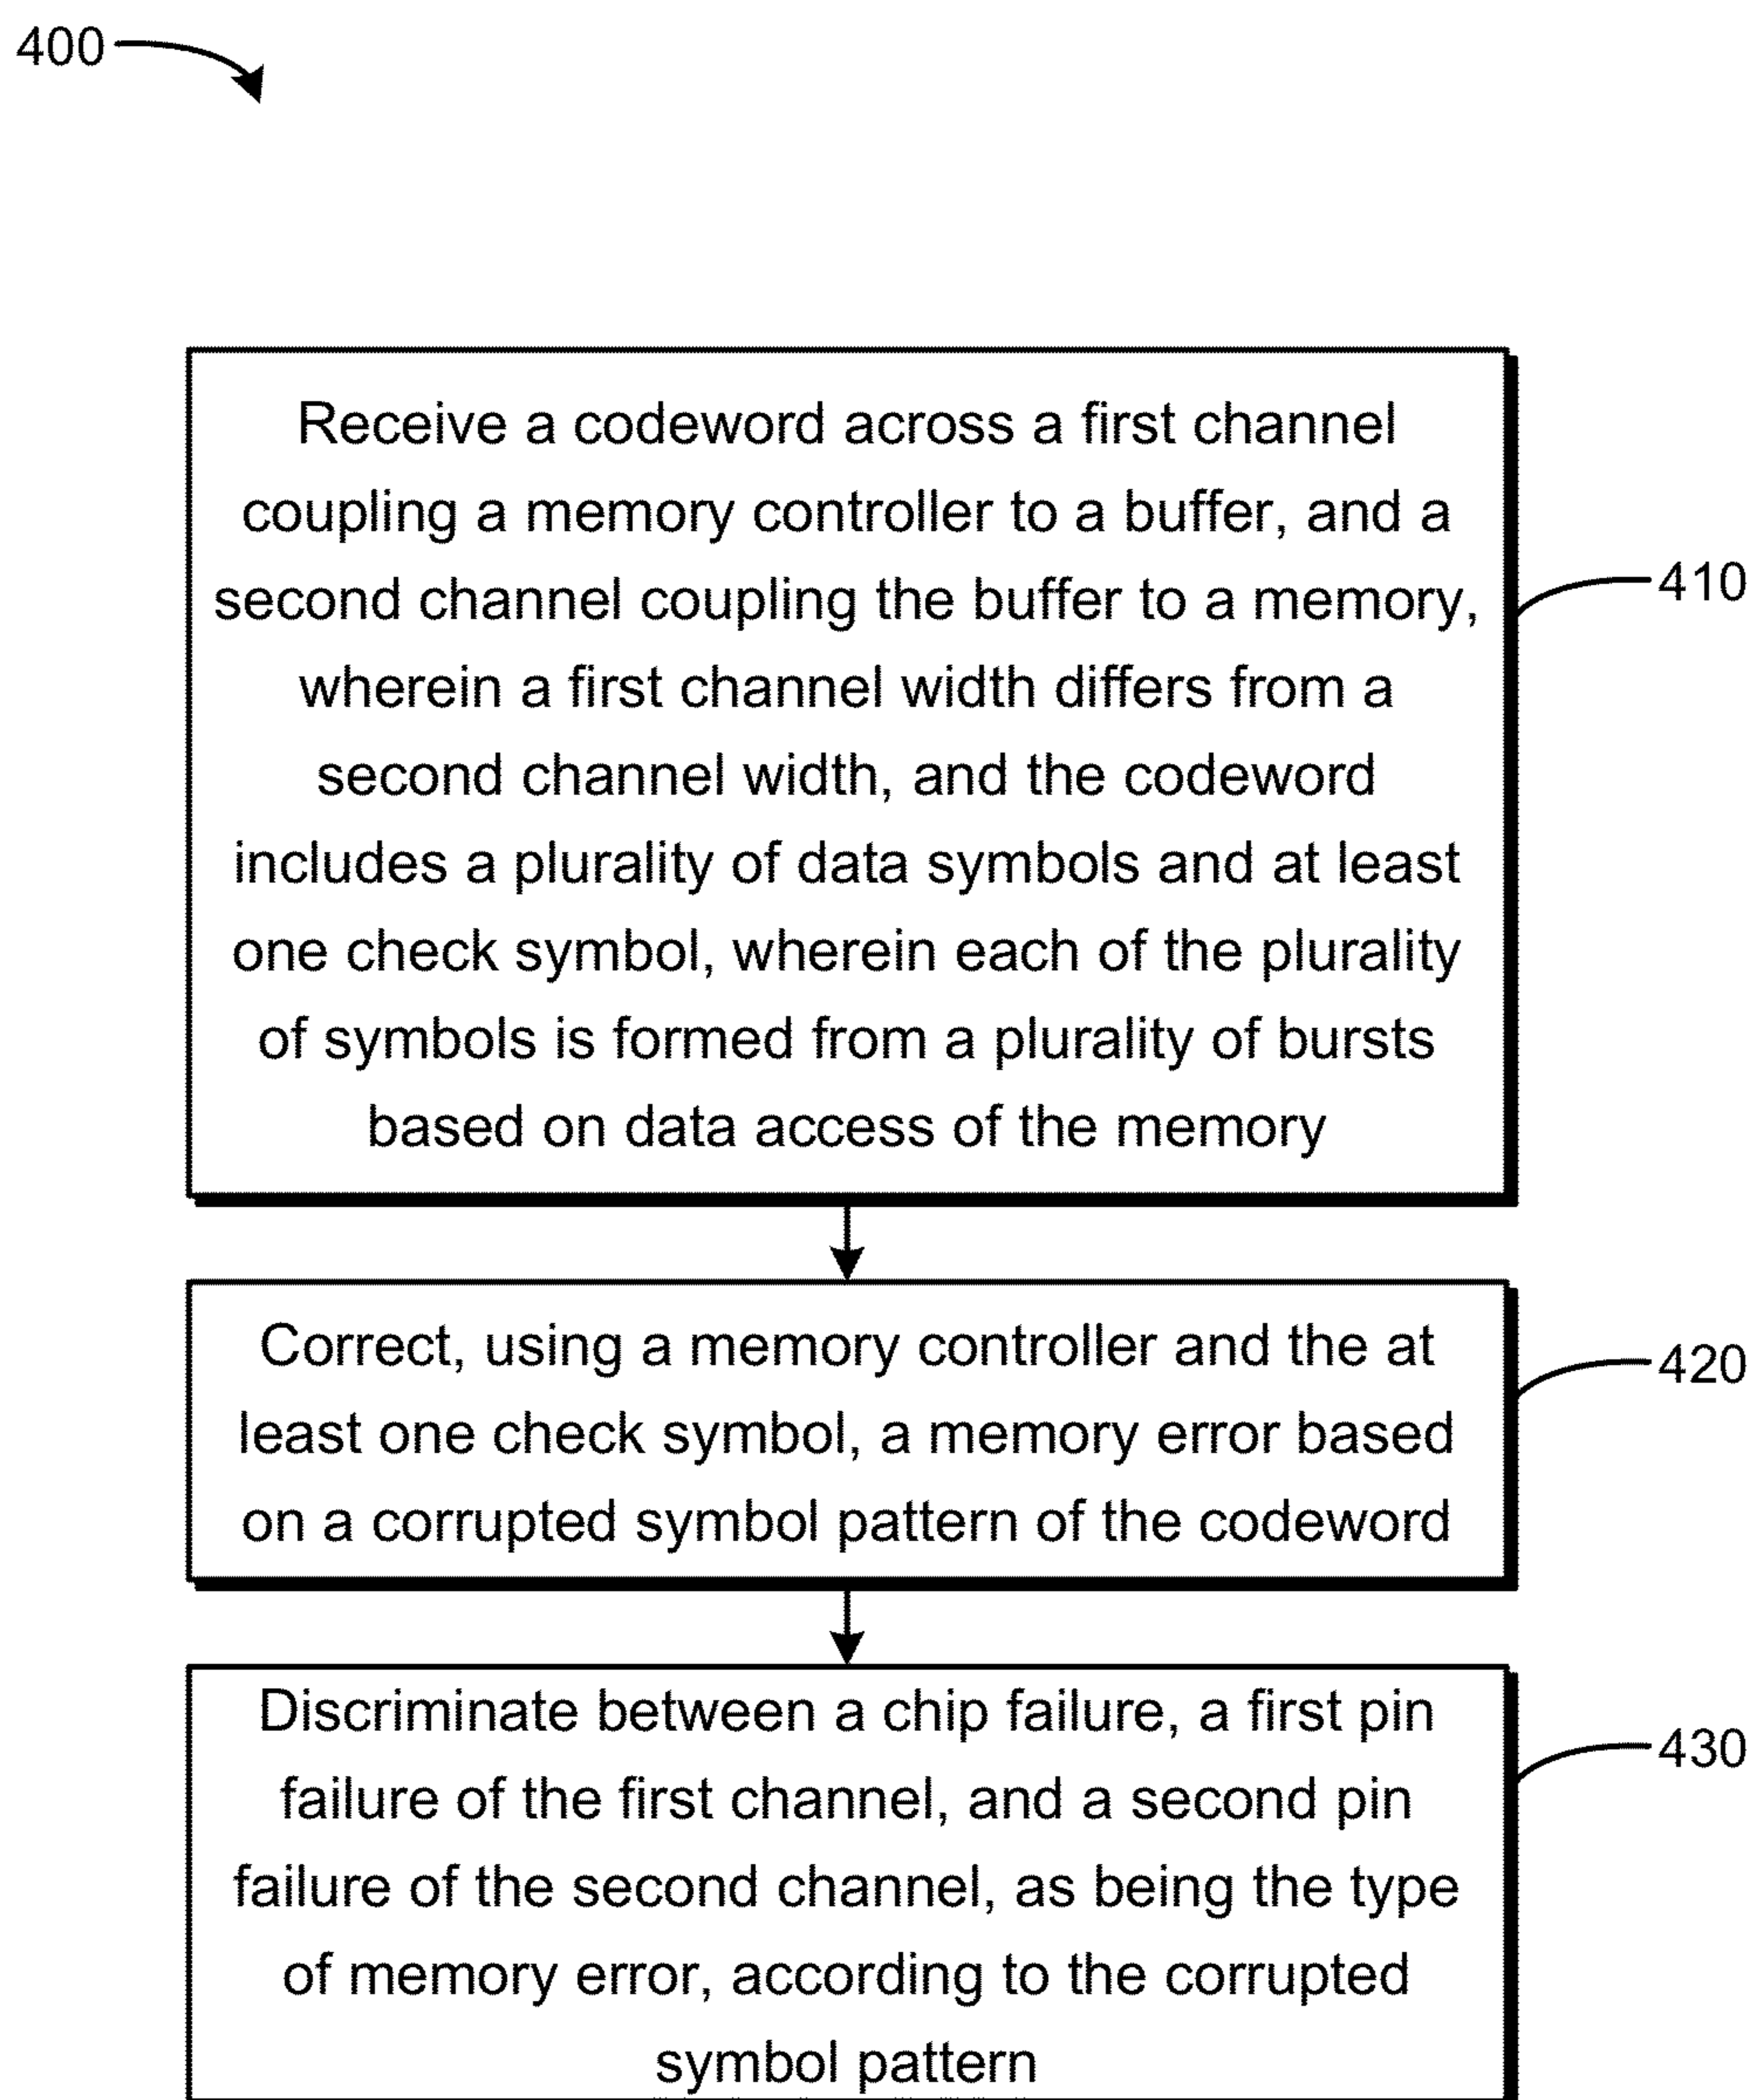 400
Receive a codeword across a first channel
coupling a memory controller to a buffer, and a
second channel coupling the buffer to a memory,
wherein a first channel width differs from a
second channel width, and the codeword
includes a plurality of data symbols and at least
one check symbol, wherein each of the plurality
of symbols is formed from a plurality of bursts
based on data access of the memory
410
Correct, using a memory controller and the at
least one check symbol, a memory error based
on a corrupted symbol pattern of the codeword
420
Discriminate between a chip failure, a first pin
failure of the first channel, and a second pin
failure of the second channel, as being the type
of memory error, according to the corrupted
symbol pattern
430